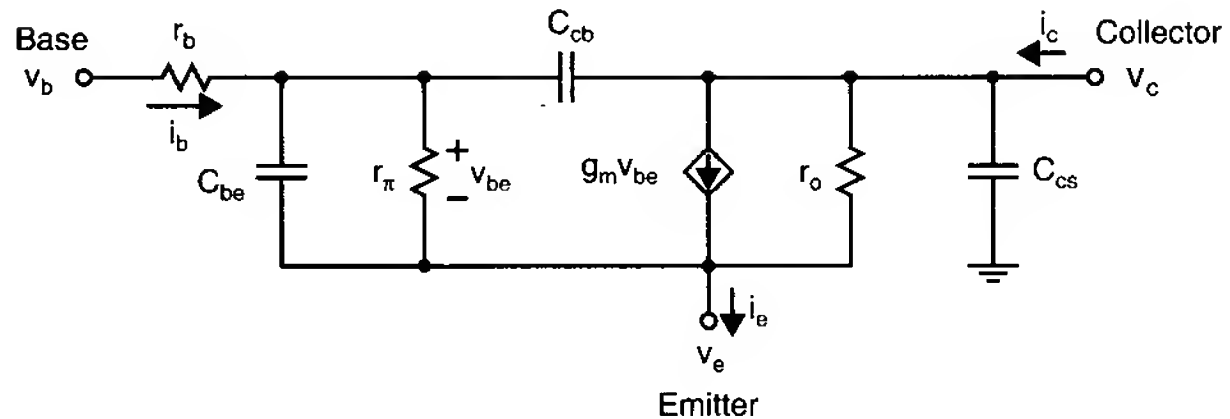 Base
v_b
r_b
i_b
C_cb
i_c
Collector
v_c
C_be
r_π
+
v_be
−
g_m v_be
r_o
C_cs
i_e
v_e
Emitter